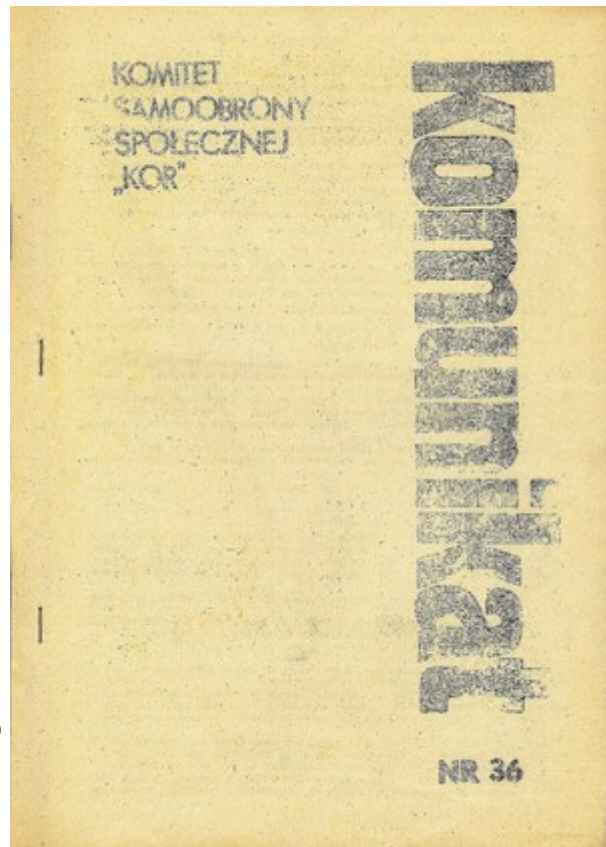 KOMITET
SAMOOBRONY
SPOŁECZNEJ
„KOR"
komunikat
NR 36